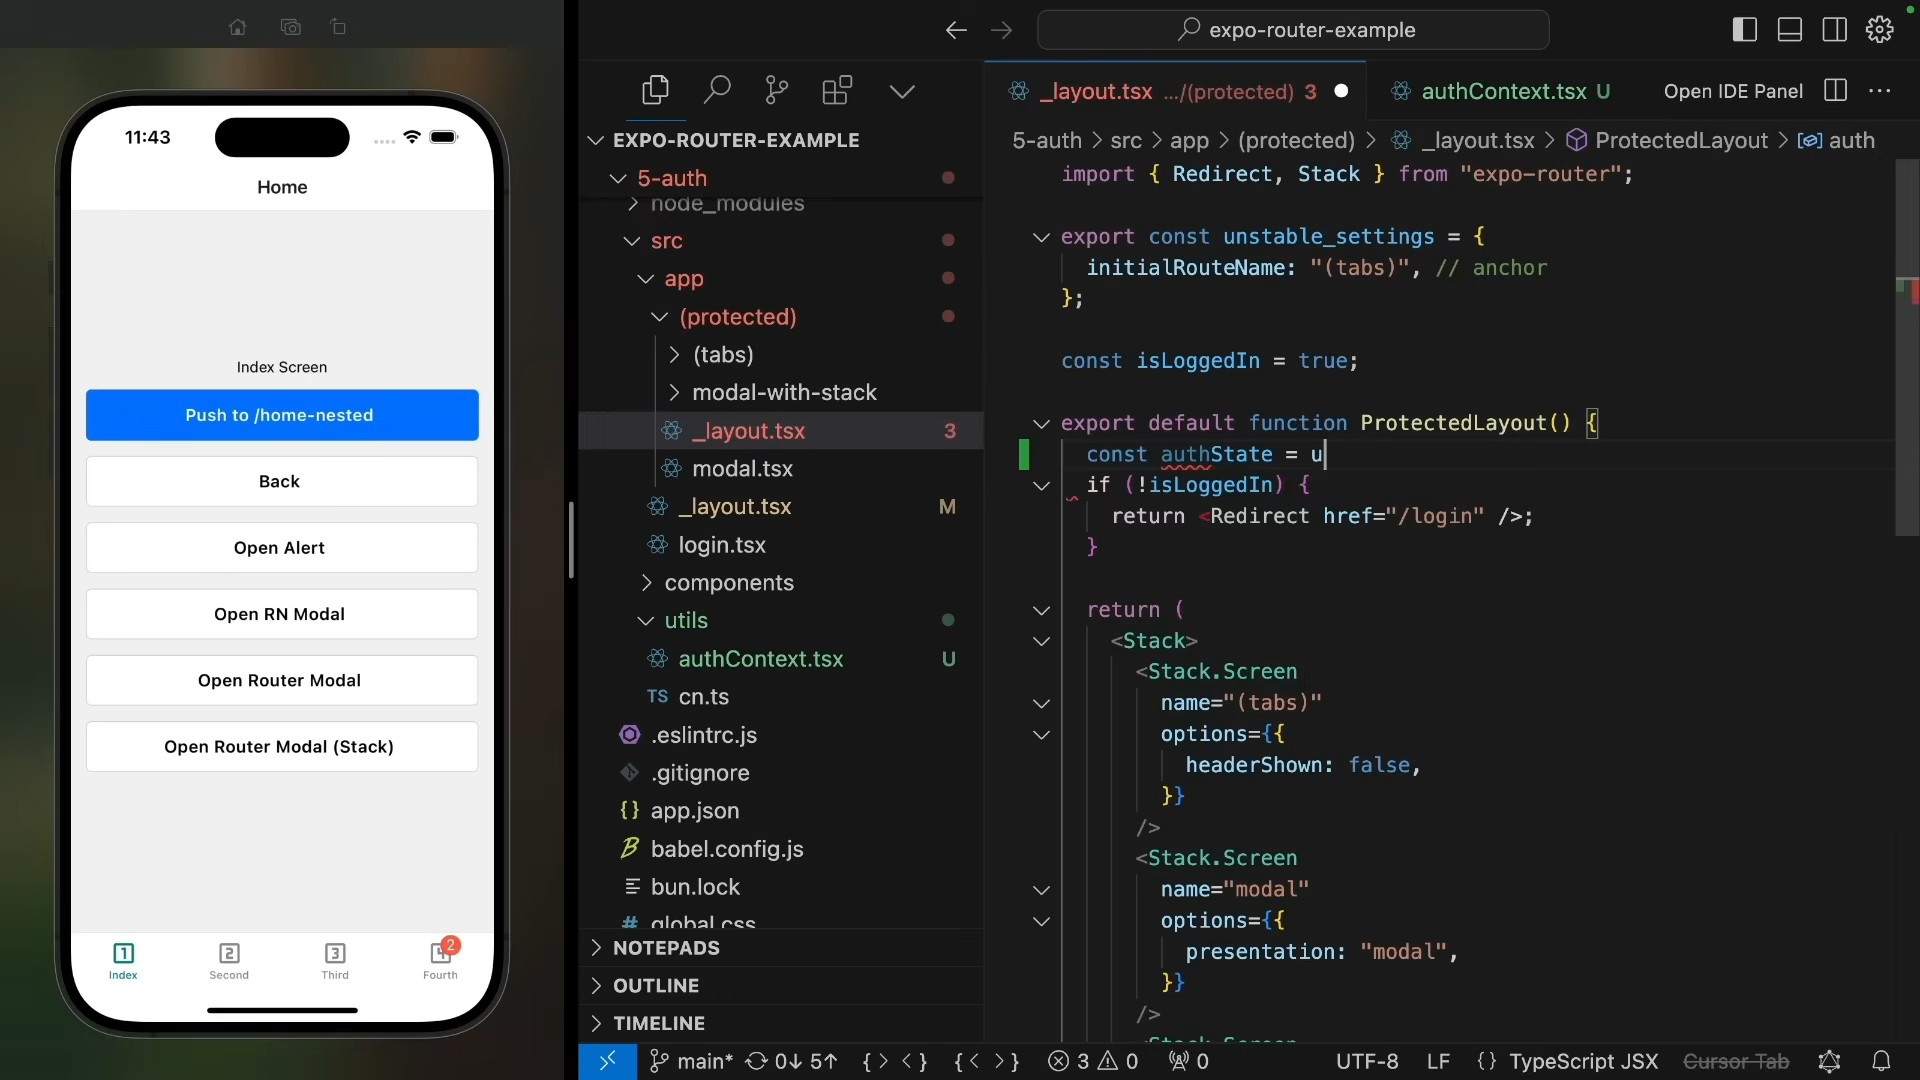 11:43
Home
Index Screen
Push to /home-nested
Back
Open Alert
Open RN Modal
Open Router Modal
Open Router Modal (Stack)
1
2
3
4
2
Index
Second
Third
Fourth
expo-router-example
EXPO-ROUTER-EXAMPLE
5-auth
node_modules
src
app
(protected)
(tabs)
modal-with-stack
_layout.tsx 3
modal.tsx
_layout.tsx M
login.tsx
components
utils
authContext.tsx U
TS cn.ts
.eslintrc.js
.gitignore
{} app.json
babel.config.js
bun.lock
# global.css
NOTEPADS
OUTLINE
TIMELINE
_layout.tsx .../(protected) 3
authContext.tsx U
Open IDE Panel
5-auth > src > app > (protected) > _layout.tsx > ProtectedLayout > auth
import { Redirect, Stack } from "expo-router";
export const unstable_settings = {
initialRouteName: "(tabs)", // anchor
};
const isLoggedIn = true;
export default function ProtectedLayout() {
const authState = u
if (!isLoggedIn) {
return <Redirect href="/login" />;
}
return (
<Stack>
<Stack.Screen
name="(tabs)"
options={{
headerShown: false,
}}
/>
<Stack.Screen
name="modal"
options={{
presentation: "modal",
}}
/>
<Stack.Screen
main* 0↓ 5↑ { > < } { < > } 3 0 0 UTF-8 LF {} TypeScript JSX Cursor Tab